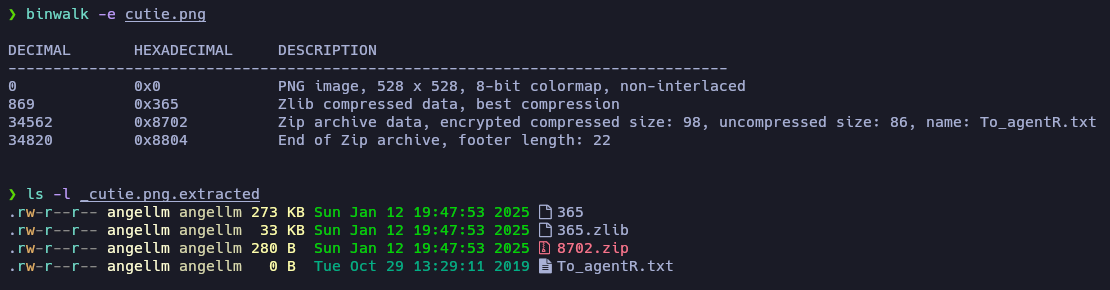 ❯ binwalk -e cutie.png
DECIMAL       HEXADECIMAL     DESCRIPTION
--------------------------------------------------------------------------------
0             0x0             PNG image, 528 x 528, 8-bit colormap, non-interlaced
869           0x365           Zlib compressed data, best compression
34562         0x8702          Zip archive data, encrypted compressed size: 98, uncompressed size: 86, name: To_agentR.txt
34820         0x8804          End of Zip archive, footer length: 22
❯ ls -l _cutie.png.extracted
.rw-r--r-- angellm angellm 273 KB Sun Jan 12 19:47:53 2025 365
.rw-r--r-- angellm angellm  33 KB Sun Jan 12 19:47:53 2025 365.zlib
.rw-r--r-- angellm angellm 280 B  Sun Jan 12 19:47:53 2025 8702.zip
.rw-r--r-- angellm angellm   0 B  Tue Oct 29 13:29:11 2019 To_agentR.txt